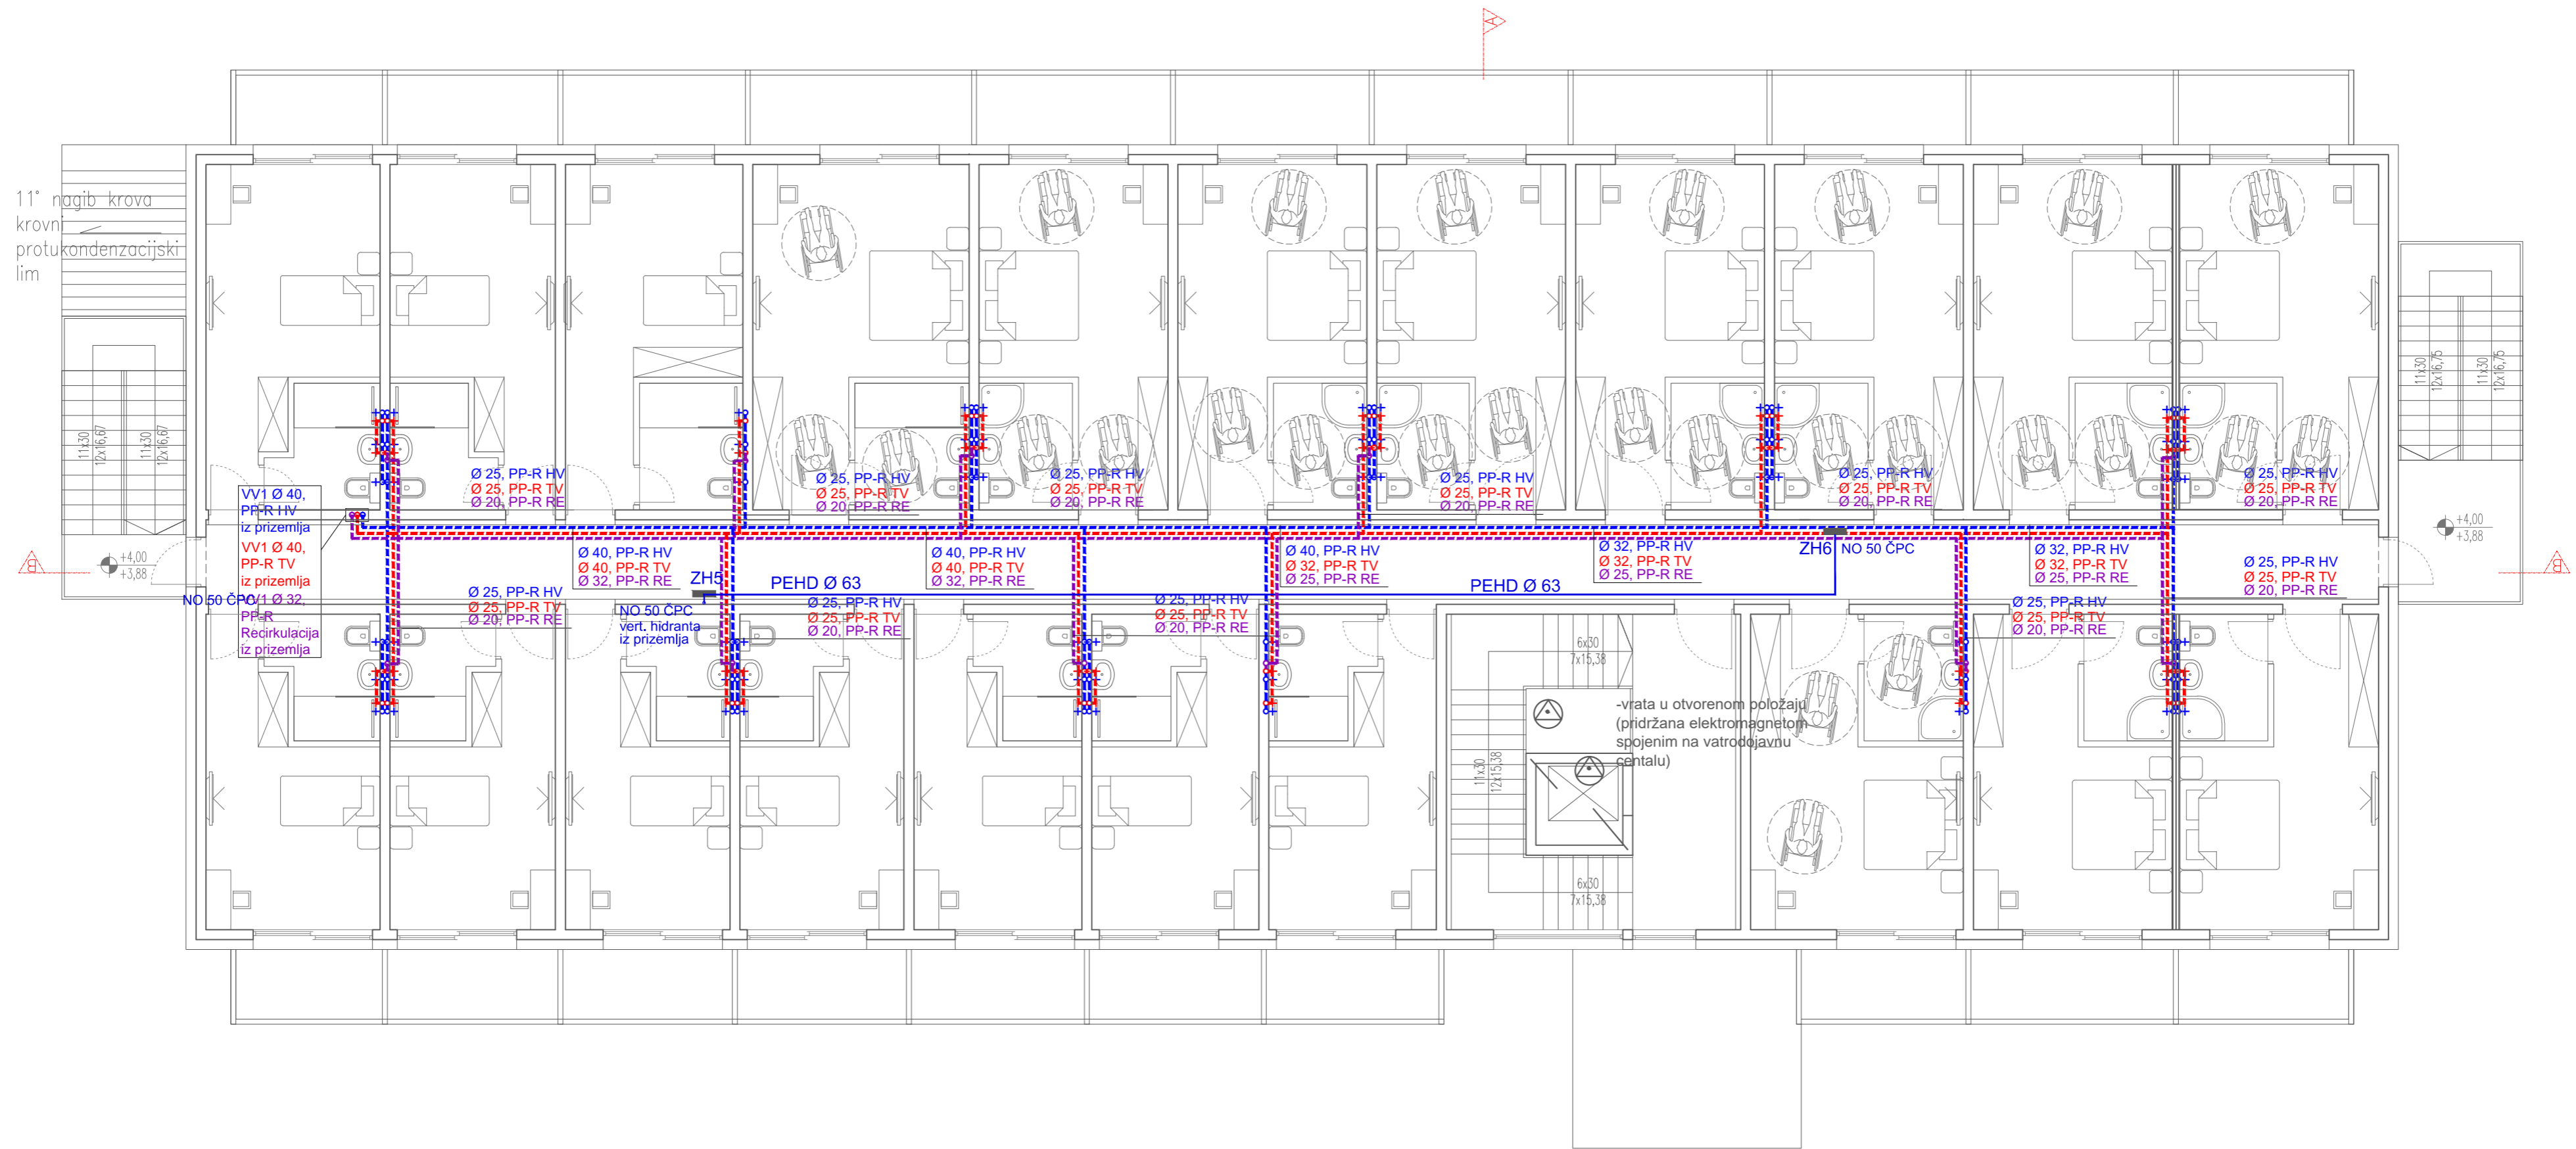 A
11° nagib krova
krovni
protukondenzacijski
lim
11x30
12x16,67
11x30
12x16,67
11x30
12x16,75
11x30
12x16,75
Ø 25, PP-R HV
Ø 25, PP-R TV
Ø 20, PP-R RE
Ø 25, PP-R HV
Ø 25, PP-R TV
Ø 20, PP-R RE
Ø 25, PP-R HV
Ø 25, PP-R TV
Ø 20, PP-R RE
Ø 25, PP-R HV
Ø 25, PP-R TV
Ø 20, PP-R RE
Ø 25, PP-R HV
Ø 25, PP-R TV
Ø 20, PP-R RE
Ø 25, PP-R HV
Ø 25, PP-R TV
Ø 20, PP-R RE
VV1 Ø 40,
PP-R HV
iz prizemlja
VV1 Ø 40,
PP-R TV
iz prizemlja
VV1 Ø 32,
PP-R
Recirkulacija
iz prizemlja
NO 50 ČPC
B
+4,00
+3,88
Ø 40, PP-R HV
Ø 40, PP-R TV
Ø 32, PP-R RE
Ø 40, PP-R HV
Ø 40, PP-R TV
Ø 32, PP-R RE
Ø 40, PP-R HV
Ø 32, PP-R TV
Ø 25, PP-R RE
Ø 32, PP-R HV
Ø 32, PP-R TV
Ø 25, PP-R RE
ZH6
NO 50 ČPC
Ø 32, PP-R HV
Ø 32, PP-R TV
Ø 25, PP-R RE
+4,00
+3,88
B
ZH5
PEHD Ø 63
PEHD Ø 63
NO 50 ČPC
vert. hidranta
iz prizemlja
Ø 25, PP-R HV
Ø 25, PP-R TV
Ø 20, PP-R RE
Ø 25, PP-R HV
Ø 25, PP-R TV
Ø 20, PP-R RE
Ø 25, PP-R HV
Ø 25, PP-R TV
Ø 20, PP-R RE
Ø 25, PP-R HV
Ø 25, PP-R TV
Ø 20, PP-R RE
Ø 25, PP-R HV
Ø 25, PP-R TV
Ø 20, PP-R RE
6x30
7x15,38
-vrata u otvorenom položaju
(pridržana elektromagnetom
spojenim na vatrodojavnu
centalu)
11x30
12x15,38
6x30
7x15,38